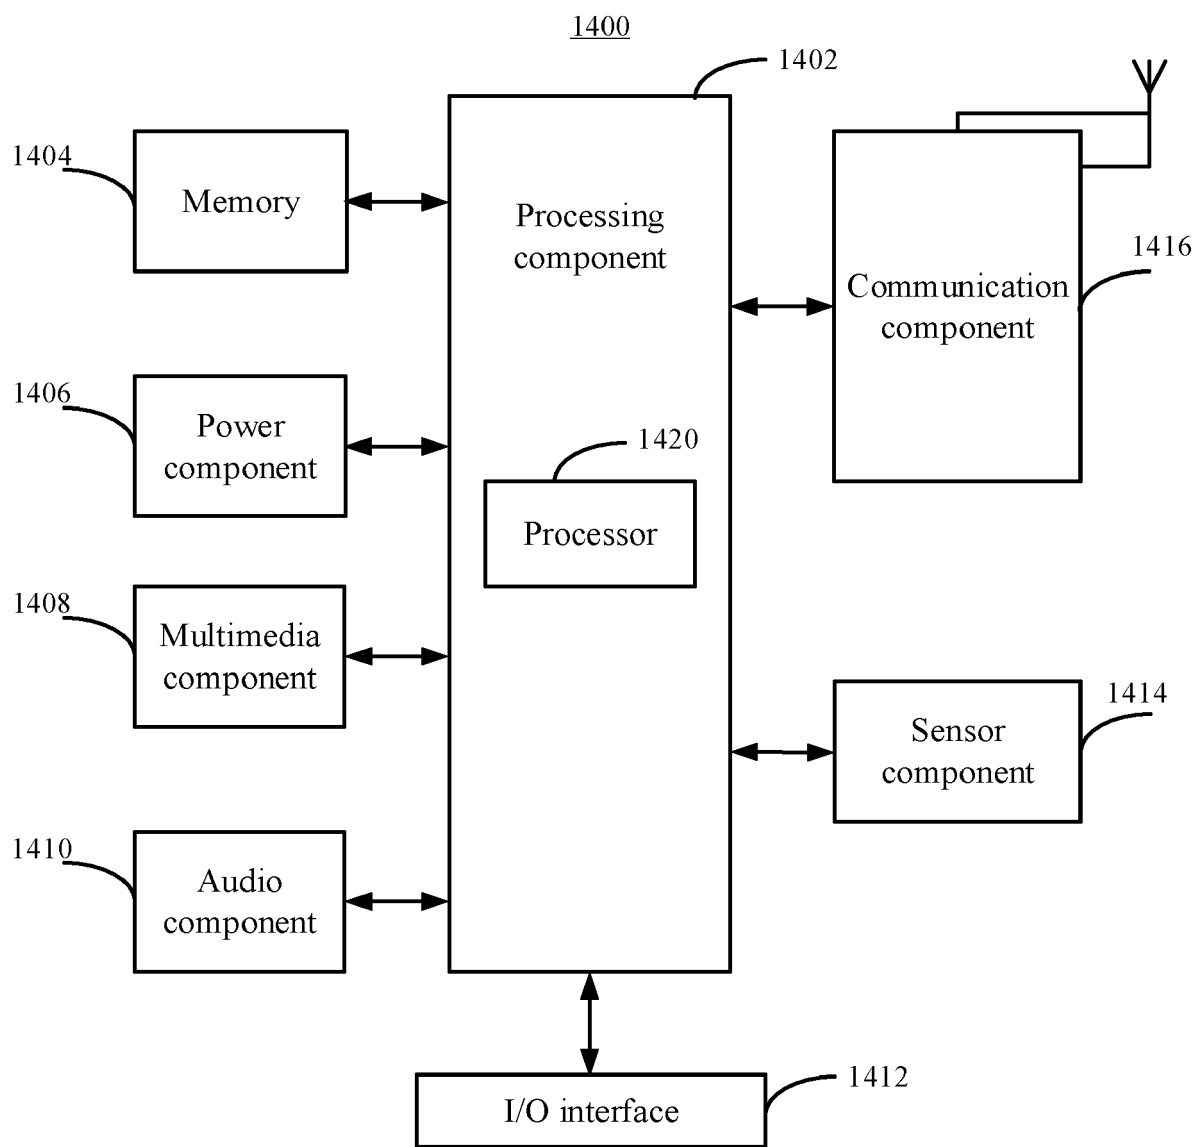 1400
1402
1404
Memory
Processing
component
1416
Communication
component
1406
Power
component
1420
Processor
1408
Multimedia
component
1414
Sensor
component
1410
Audio
component
1412
I/O interface